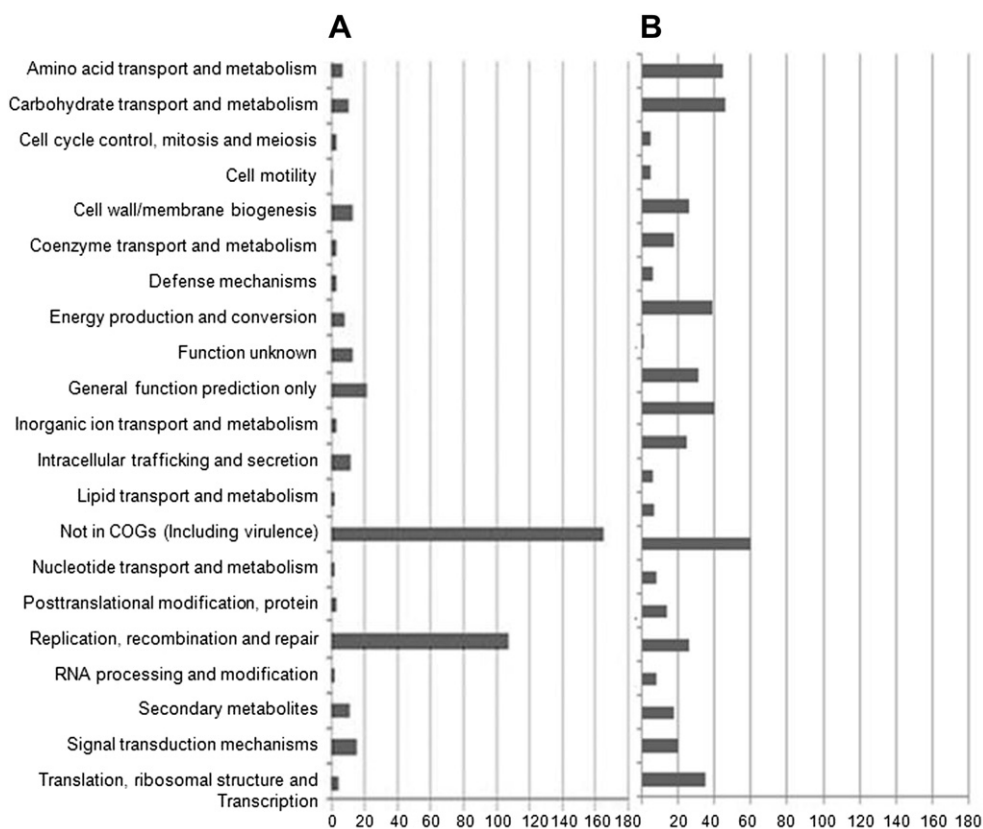 A B
Amino acid transport and metabolism
Carbohydrate transport and metabolism
Cell cycle control, mitosis and meiosis
Cell motility
Cell wall/membrane biogenesis
Coenzyme transport and metabolism
Defense mechanisms
Energy production and conversion
Function unknown
General function prediction only
Inorganic ion transport and metabolism
Intracellular trafficking and secretion
Lipid transport and metabolism
Not in COGs (Including virulence)
Nucleotide transport and metabolism
Posttranslational modification, protein
Replication, recombination and repair
RNA processing and modification
Secondary metabolites
Signal transduction mechanisms
Translation, ribosomal structure and
Transcription
0 20 40 60 80 100 120 140 160 180 20 40 60 80 100 120 140 160 180